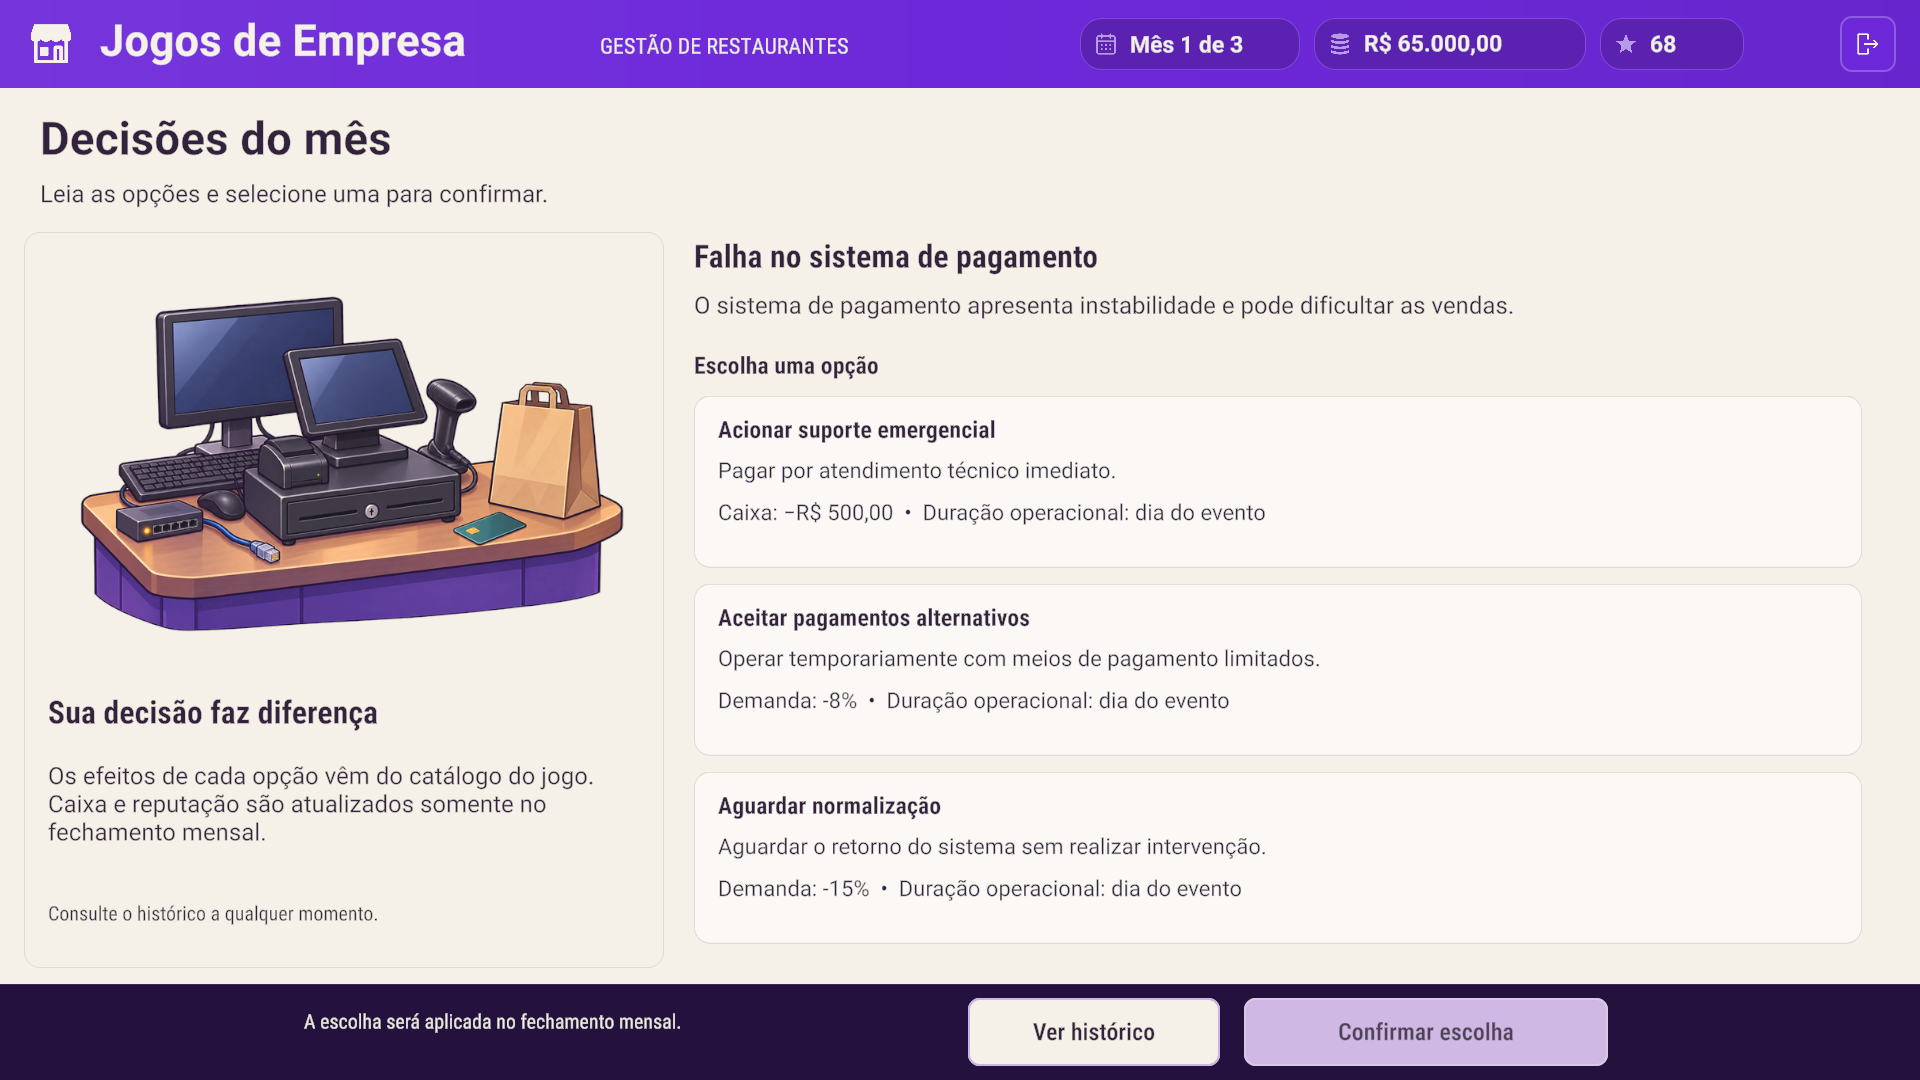 Jogos de Empresa
GESTÃO DE RESTAURANTES
Mês 1 de 3
R$ 65.000,00
68
Decisões do mês
Leia as opções e selecione uma para confirmar.
Sua decisão faz diferença
Os efeitos de cada opção vêm do catálogo do jogo.
Caixa e reputação são atualizados somente no
fechamento mensal.
Consulte o histórico a qualquer momento.
Falha no sistema de pagamento
O sistema de pagamento apresenta instabilidade e pode dificultar as vendas.
Escolha uma opção
Acionar suporte emergencial
Pagar por atendimento técnico imediato.
Caixa: −R$ 500,00 • Duração operacional: dia do evento
Aceitar pagamentos alternativos
Operar temporariamente com meios de pagamento limitados.
Demanda: -8% • Duração operacional: dia do evento
Aguardar normalização
Aguardar o retorno do sistema sem realizar intervenção.
Demanda: -15% • Duração operacional: dia do evento
A escolha será aplicada no fechamento mensal.
Ver histórico
Confirmar escolha